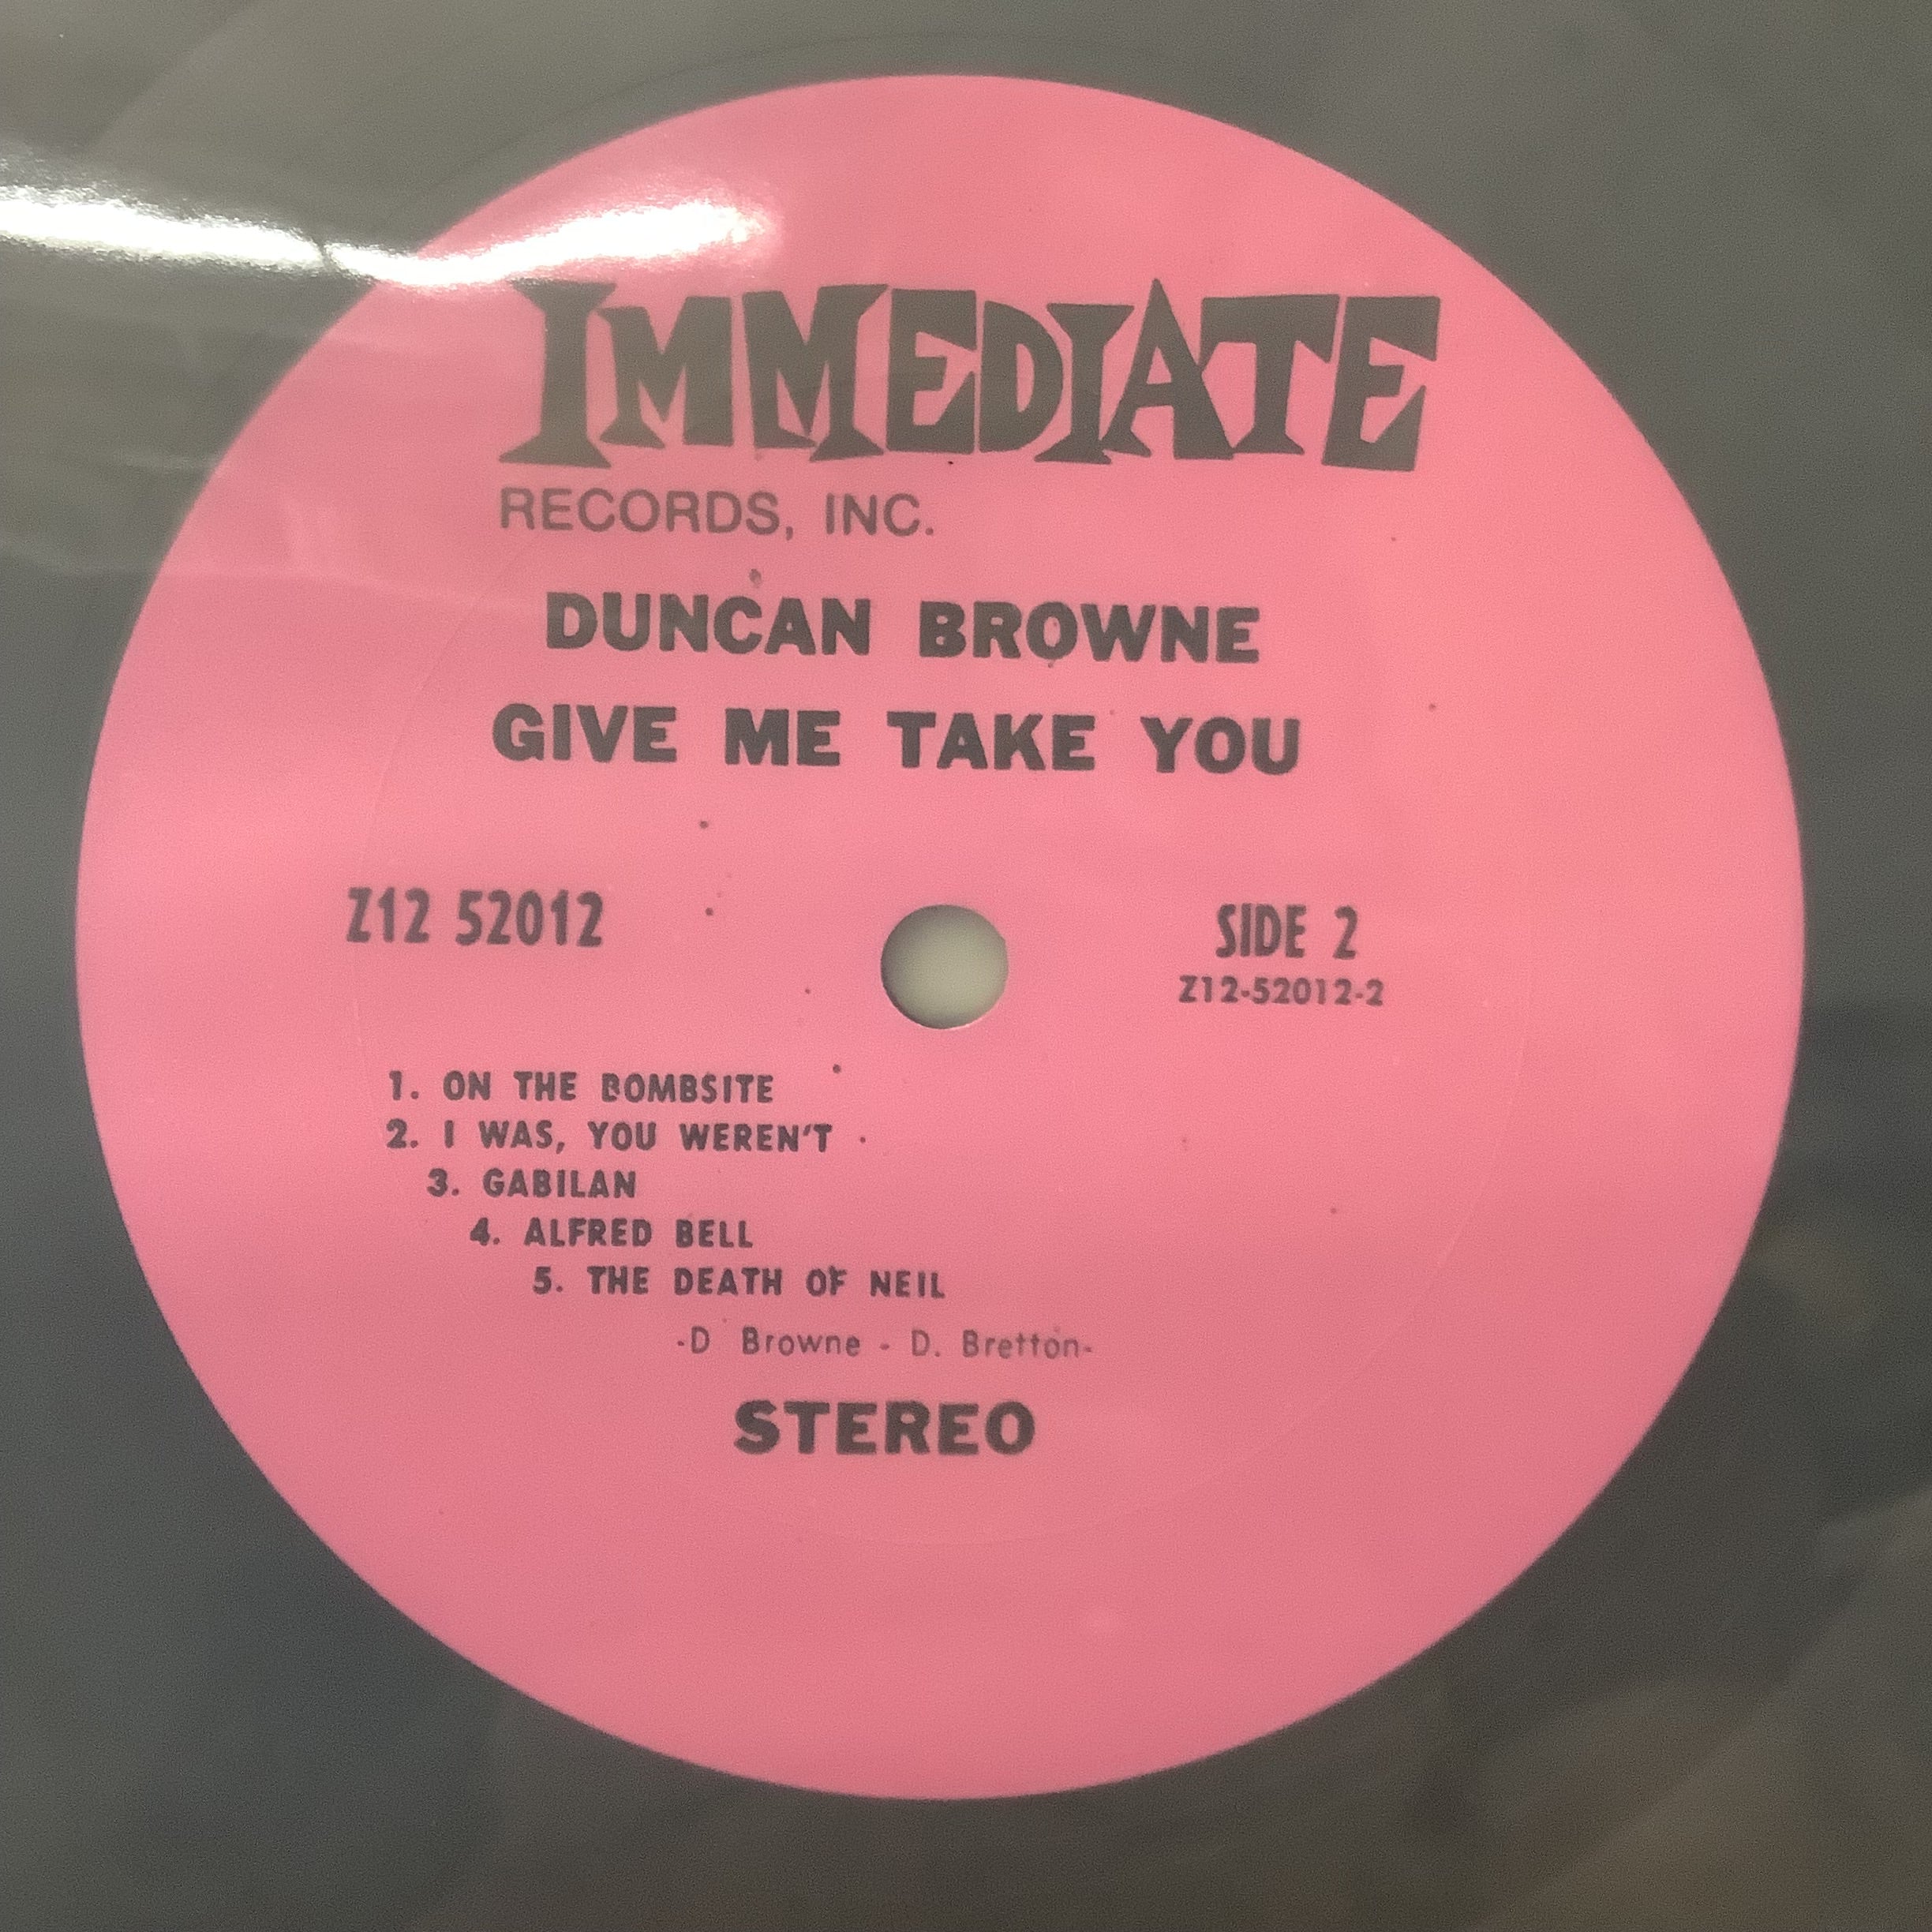 IMMEDIATE
RECORDS, INC.
DUNCAN BROWNE
GIVE ME TAKE YOU
Z12 52012
SIDE 2
Z12-52012-2
1. ON THE BOMBSITE
2. I WAS, YOU WEREN'T
3. GABILAN
4. ALFRED BELL
5. THE DEATH OF NEIL
-D Browne - D. Bretton-
STEREO